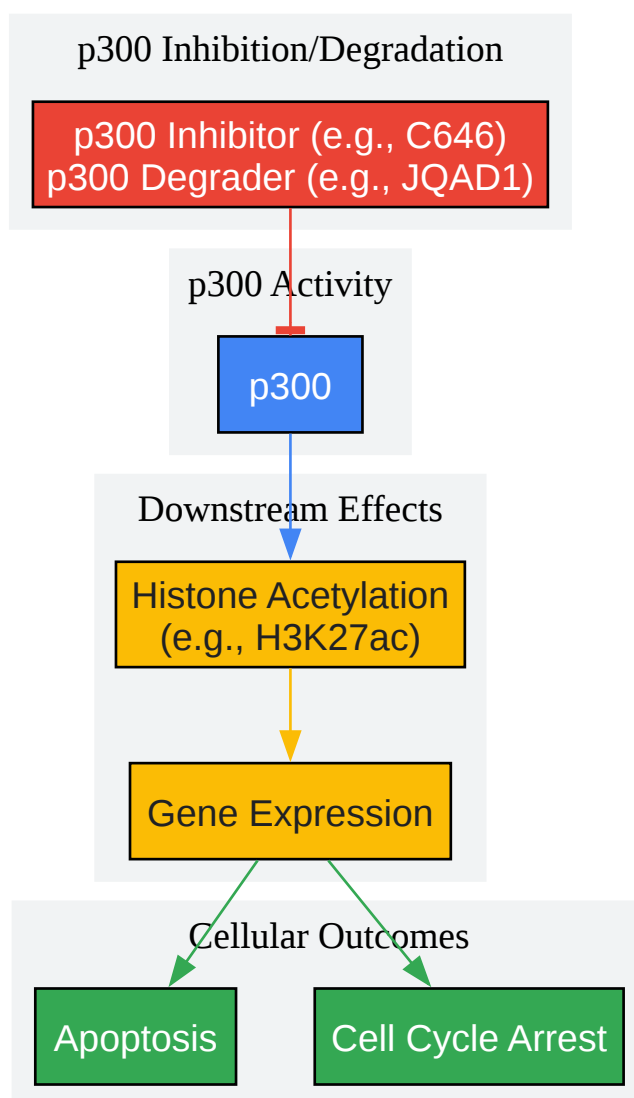 p300 Inhibition/Degradation
p300 Inhibitor (e.g., C646)
p300 Degrader (e.g., JQAD1)
p300 Activity
p300
Downstream Effects
Histone Acetylation
(e.g., H3K27ac)
Gene Expression
Cellular Outcomes
Apoptosis
Cell Cycle Arrest